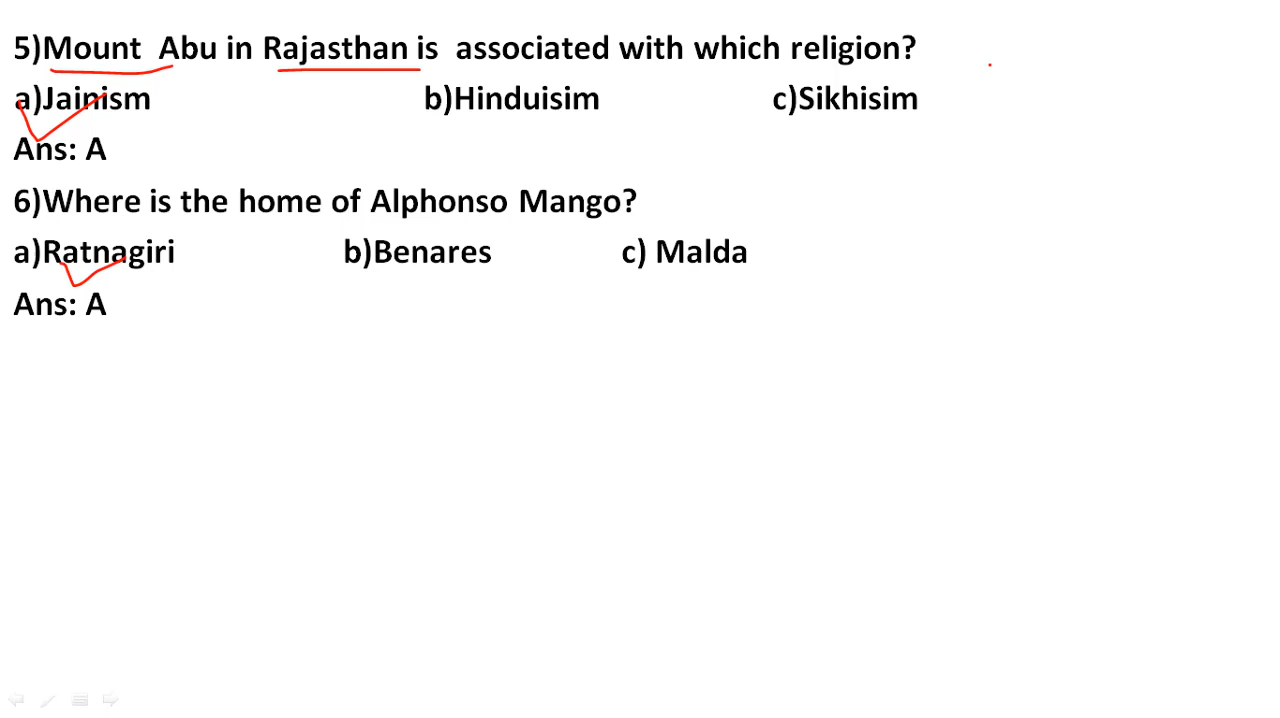 5)Mount Abu in Rajasthan is associated with which religion?
a)Jainism b)Hinduisim c)Sikhisim
Ans: A
6)Where is the home of Alphonso Mango?
a)Ratnagiri b)Benares c) Malda
Ans: A